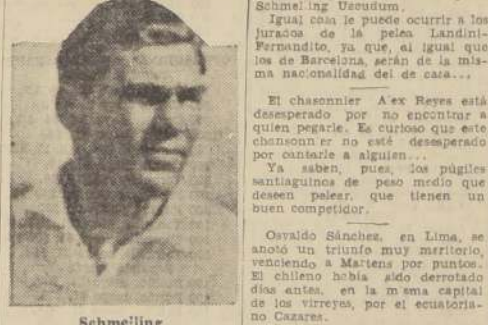 Schmeling Uzcudum.
Igual cosa le puede ocurrir a los
jurados de la pelea Landini-
Fernandito, ya que, al igual que
los de Barcelona, serán de la mis-
ma nacionalidad del de casa...
El chasonnier Alex Reyes está
desesperado por no encontrar a
quien pegarle. Es curioso que este
chansonnier no esté desesperado
por cantarle a alguien...
Ya saben, pues, los púgiles
santiaguinos de peso medio que
deseen pelear, que tienen un
buen competidor.
Osvaldo Sánchez, en Lima, se
anotó un triunfo muy meritorio,
venciendo a Martens por puntos.
El chileno había sido derrotado
días antes, en la misma capital
de los virreyes, por el ecuatoria-
no Cazares.
Schmeiling